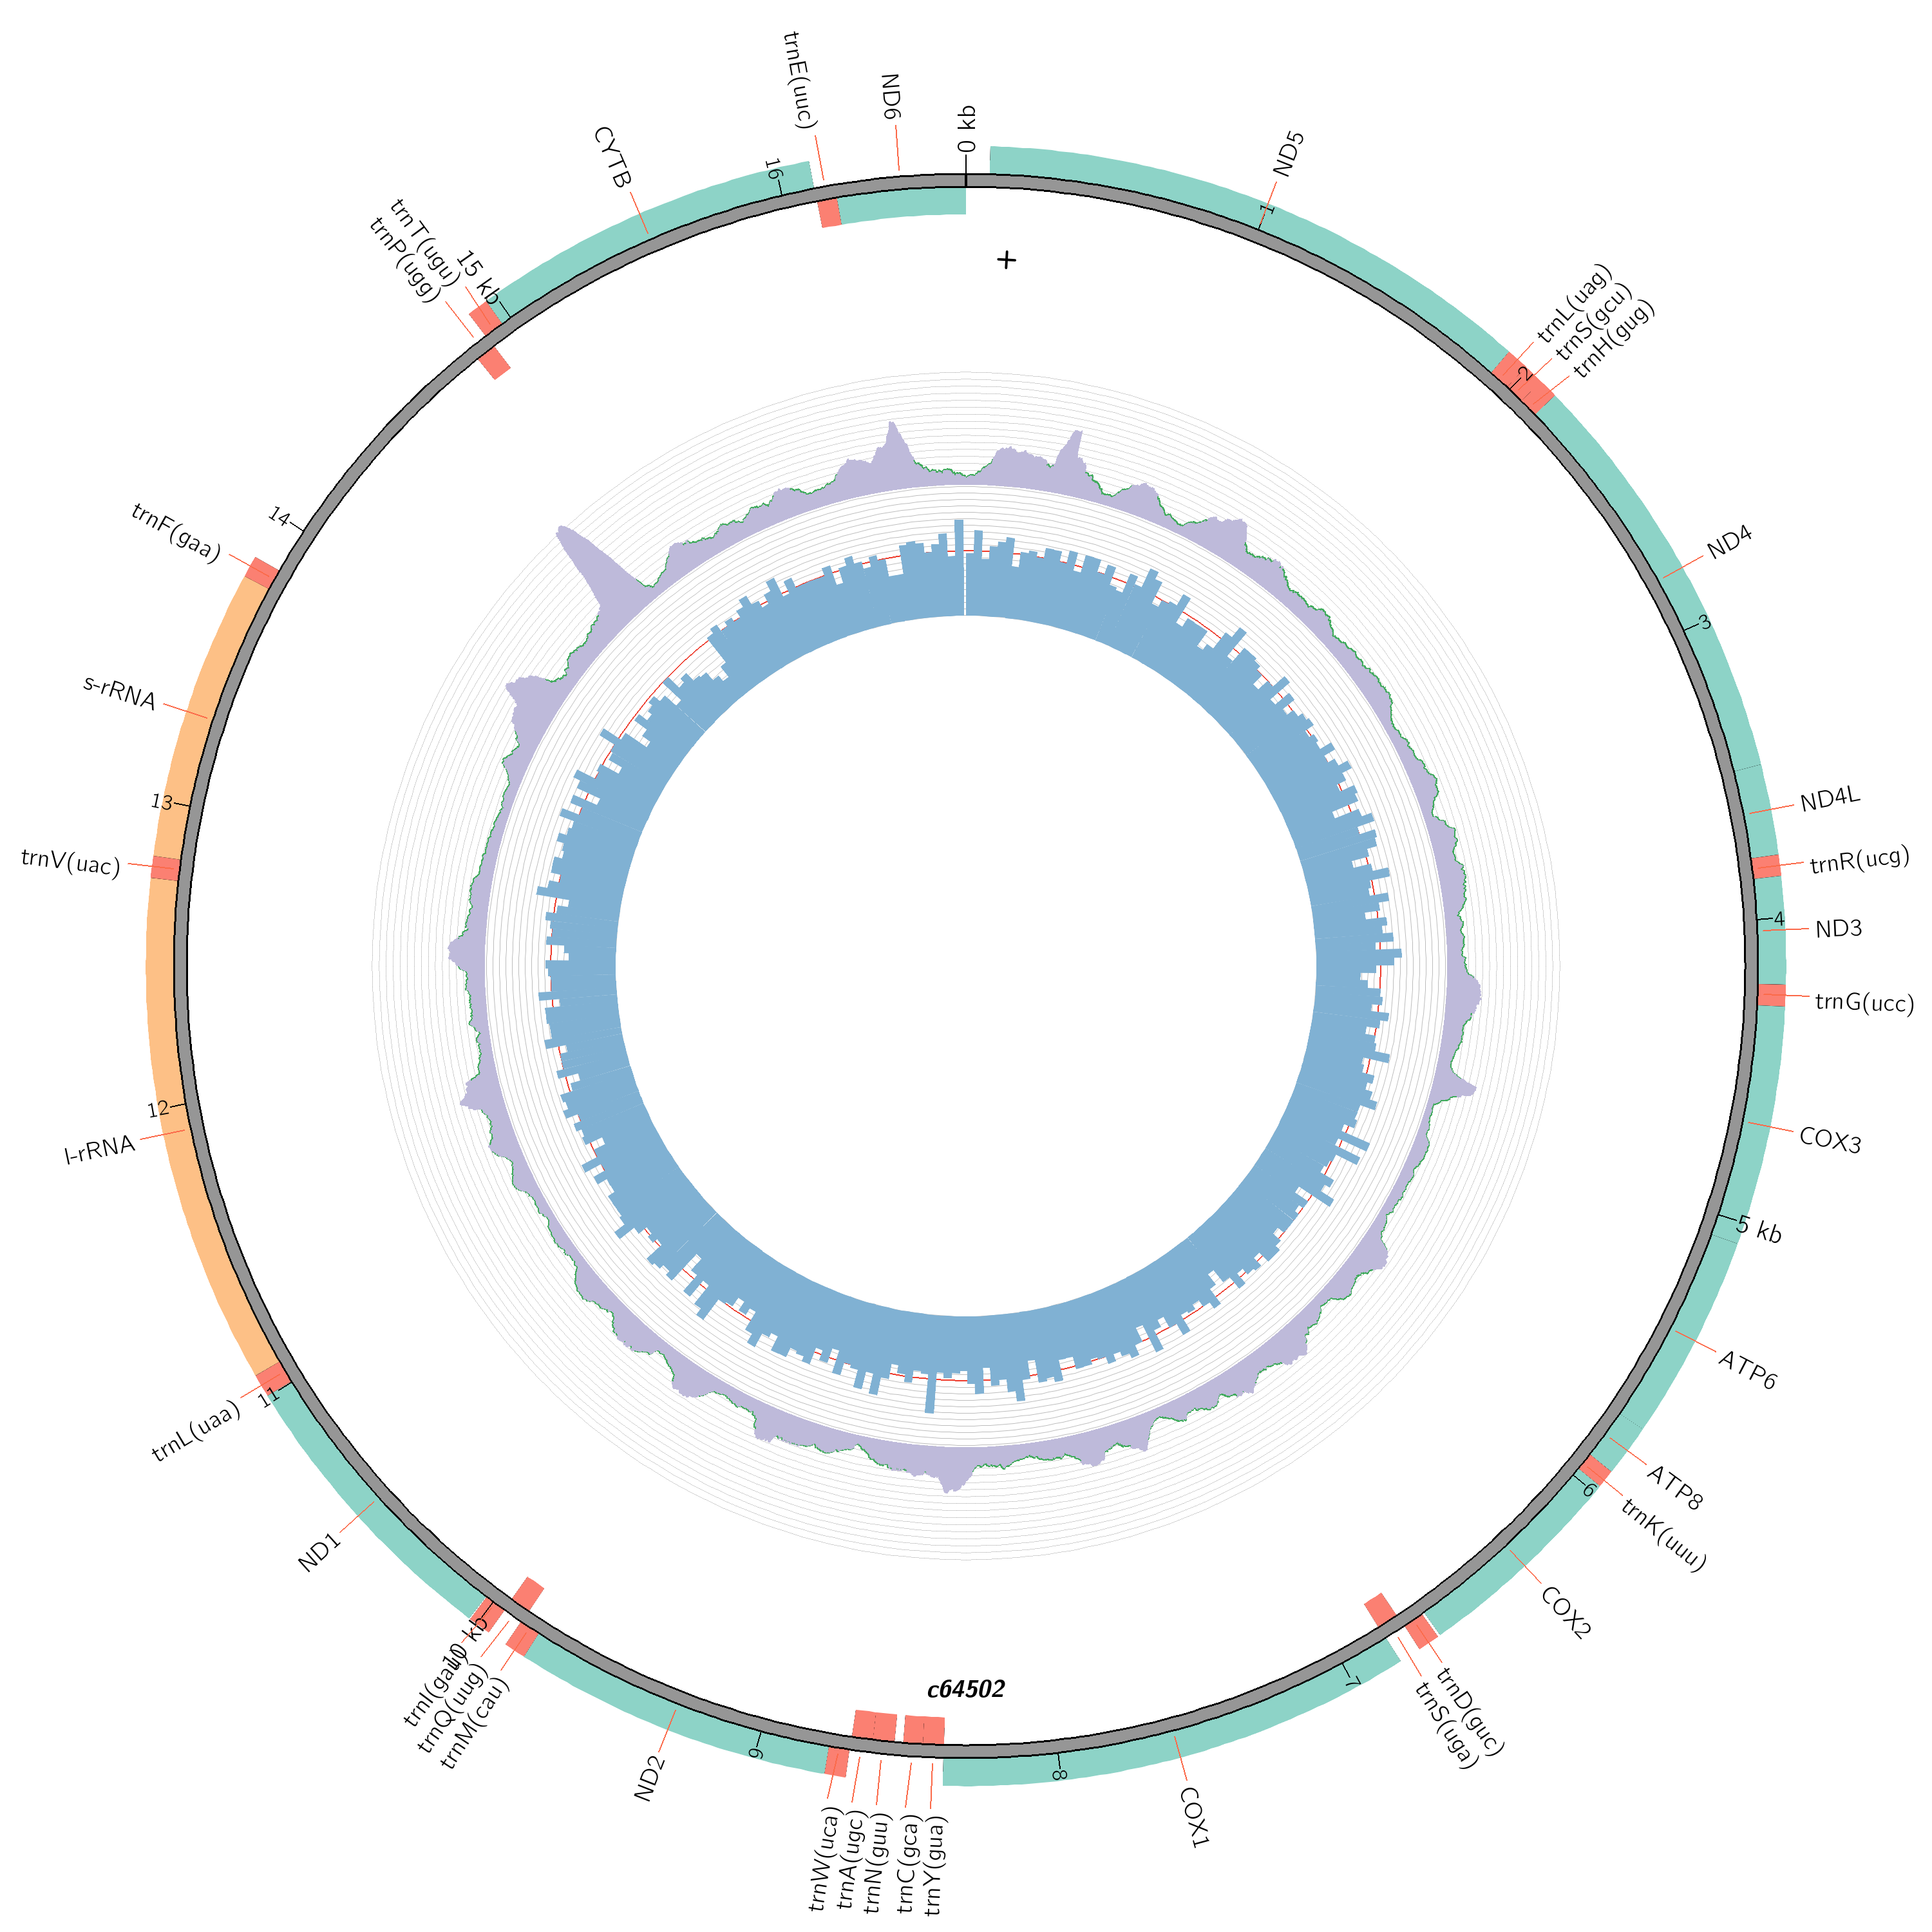 0 kb
+
ND5
1
trnL(uag)
2
trnS(gcu)
trnH(gug)
ND4
3
ND4L
trnR(ucg)
4
ND3
trnG(ucc)
COX3
5 kb
ATP6
ATP8
6
trnK(uuu)
COX2
trnD(guc)
trnS(uga)
7
COX1
8
c64502
trnY(gua)
trnC(gca)
trnN(guu)
trnA(ugc)
trnW(uca)
9
ND2
trnM(cau)
trnQ(uug)
trnI(gau)
10 kb
ND1
11
trnL(uaa)
l-rRNA
12
trnV(uac)
13
s-rRNA
trnF(gaa)
14
trnP(ugg)
trnT(ugu)
15 kb
CYTB
16
trnE(uuc)
ND6